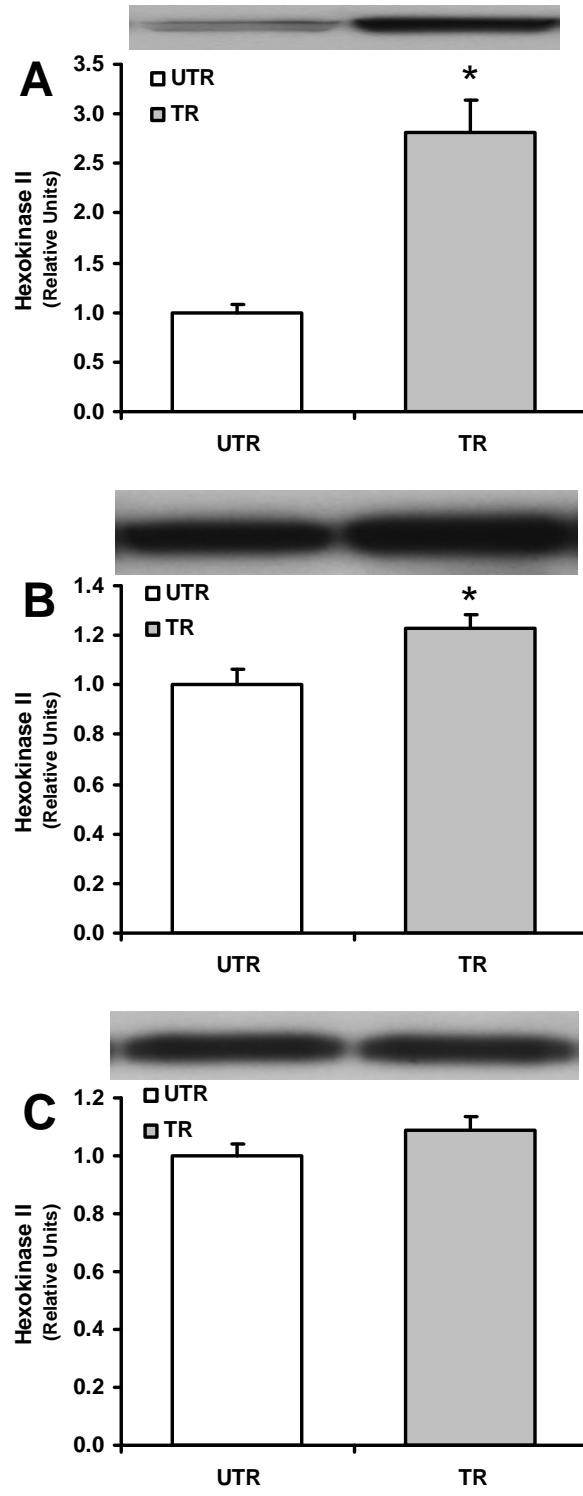 A
3.5
3.0
2.5
2.0
1.5
1.0
0.5
0.0
Hexokinase II
(Relative Units)
UTR
TR
*
UTR TR
B
1.4
1.2
1.0
0.8
0.6
0.4
0.2
0.0
Hexokinase II
(Relative Units)
UTR
TR
*
UTR TR
C
1.2
1.0
0.8
0.6
0.4
0.2
0.0
Hexokinase II
(Relative Units)
UTR
TR
UTR TR